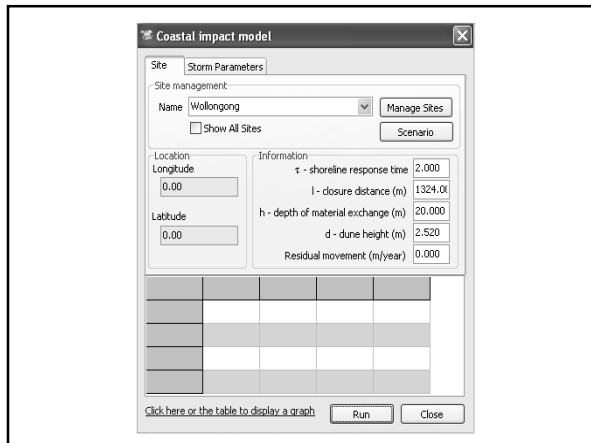 Coastal impact model
Site
Storm Parameters
Site management
Name Wollongong
Manage Sites
Show All Sites
Scenario
Location
Longitude
0.00
Latitude
0.00
Information
τ - shoreline response time 2.000
l - closure distance (m) 1324.0
h - depth of material exchange (m) 20.000
d - dune height (m) 2.520
Residual movement (m/year) 0.000
Click here or the table to display a graph
Run
Close